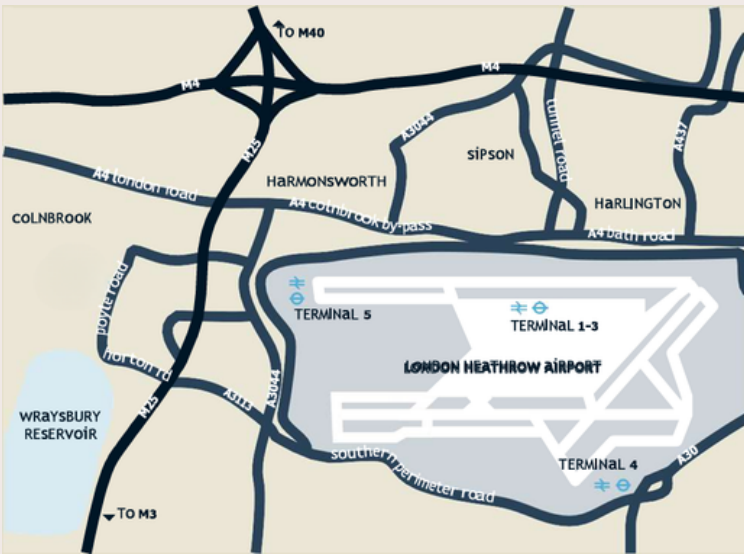 To M40
M4
M4
A3044
tunnel road
A437
M25
SIPSON
A4 london road
HARMONSWORTH
HARLINGTON
COLNBROOK
A4 colnbrook by-pass
A4 bath road
poyle road
TERMINAL 5
TERMINAL 1-3
LONDON HEATHROW AIRPORT
horton rd
WRAYSBURY
RESERVOIR
M25
A3113
A3044
southern perimeter road
TERMINAL 4
A30
TO M3